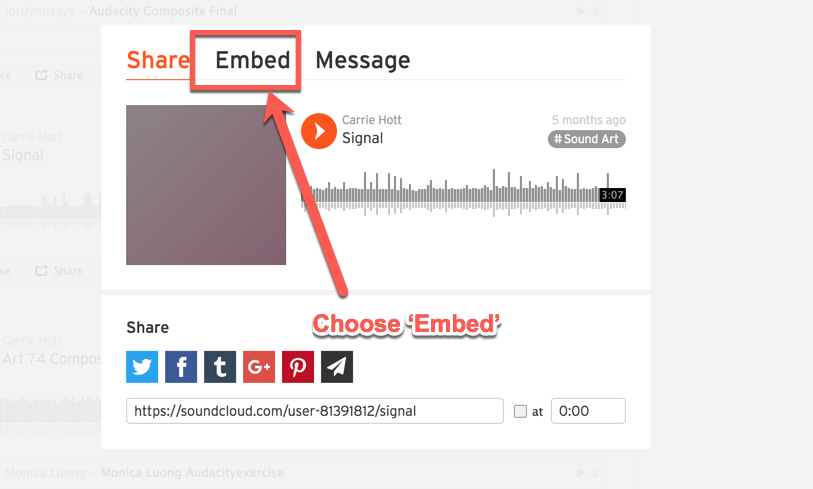 jordynnsays – Audacity Composite Final
5
Share Embed Message
ke Share
Carrie Hott
5 months ago
Signal
# Sound Art
Carrie Hott
Signal
3:07
ke Share
Choose ‘Embed’
Share
Carrie Hott
Art 74 Compos
f t G+
https://soundcloud.com/user-81391812/signal
at
0:00
Monica Luong – Monica Luong Audacityexercise
2